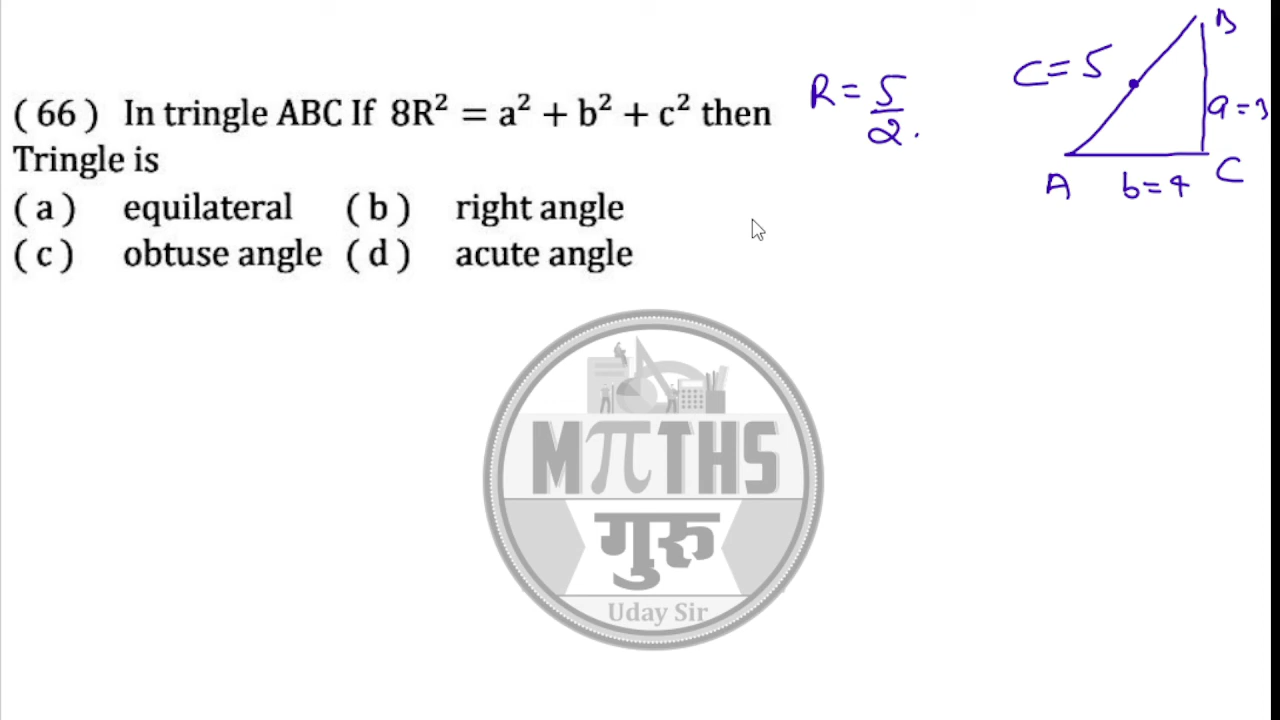 ( 66 ) In tringle ABC If 8R² = a² + b² + c² then
Tringle is
( a ) equilateral ( b ) right angle
( c ) obtuse angle ( d ) acute angle
R = 5/2.
B
C = 5
a = 3
A b = 4 C
MπTHS
गुरु
Uday Sir